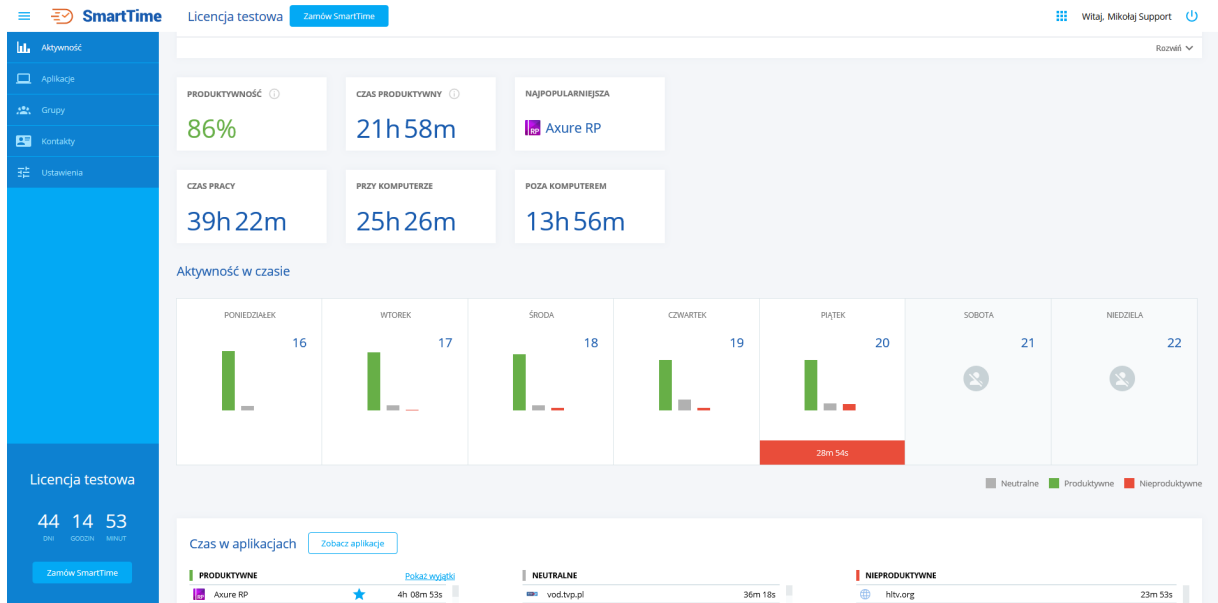 SmartTime Licencja testowa Zamów SmartTime Witaj, Mikołaj Support
Aktywność
Aplikacje
Grupy
Kontakty
Ustawienia
Rozwiń
PRODUKTYWNOŚĆ CZAS PRODUKTYWNY NAJPOPULARNIEJSZA
86% 21h 58m RP Axure RP
CZAS PRACY PRZY KOMPUTERZE POZA KOMPUTEREM
39h 22m 25h 26m 13h 56m
Aktywność w czasie
PONIEDZIAŁEK WTOREK ŚRODA CZWARTEK PIĄTEK SOBOTA NIEDZIELA
16 17 18 19 20 21 22
28m 54s
Neutralne Produktywne Nieproduktywne
Licencja testowa
44 14 53
DNI GODZIN MINUT
Zamów SmartTime
Czas w aplikacjach Zobacz aplikacje
PRODUKTYWNE Pokaż wyjątki NEUTRALNE NIEPRODUKTYWNE
RP Axure RP 4h 08m 53s vod.tvp.pl 36m 18s hltv.org 23m 53s